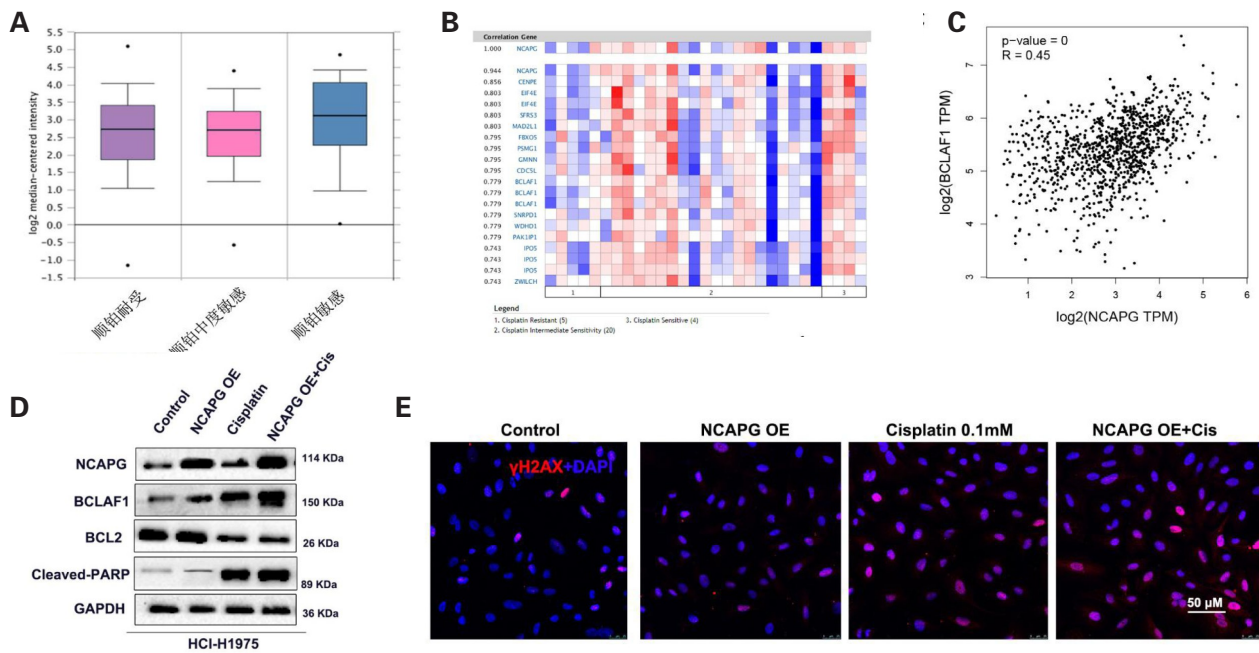 A
5.5
5.0
4.5
4.0
3.5
3.0
2.5
2.0
1.5
1.0
0.5
0.0
-0.5
-1.0
-1.5
log2 median-centered intensity
顺铂耐受
顺铂中度敏感
顺铂敏感
B
Correlation Gene
1.000 NCAPG
0.944 NCAPG
0.856 CENPE
0.803 EIF4E
0.803 EIF4E
0.803 SFRS3
0.803 MAD2L1
0.795 FBXO5
0.795 PSMG1
0.795 GMNN
0.795 CDC5L
0.779 BCLAF1
0.779 BCLAF1
0.779 BCLAF1
0.779 SNRPD1
0.779 WDHD1
0.779 PAK1IP1
0.743 IPO5
0.743 IPO5
0.743 IPO5
0.743 ZWILCH
1 2 3
Legend
1. Cisplatin Resistant (5) 3. Cisplatin Sensitive (4)
2. Cisplatin Intermediate Sensitivity (20)
C
p-value = 0
R = 0.45
7
6
5
4
3
log2(BCLAF1 TPM)
1 2 3 4 5 6
log2(NCAPG TPM)
D
Control NCAPG OE Cisplatin NCAPG OE+Cis
NCAPG 114 KDa
BCLAF1 150 KDa
BCL2 26 KDa
Cleaved-PARP 89 KDa
GAPDH 36 KDa
HCI-H1975
E
Control NCAPG OE Cisplatin 0.1mM NCAPG OE+Cis
γH2AX+DAPI
50 μM